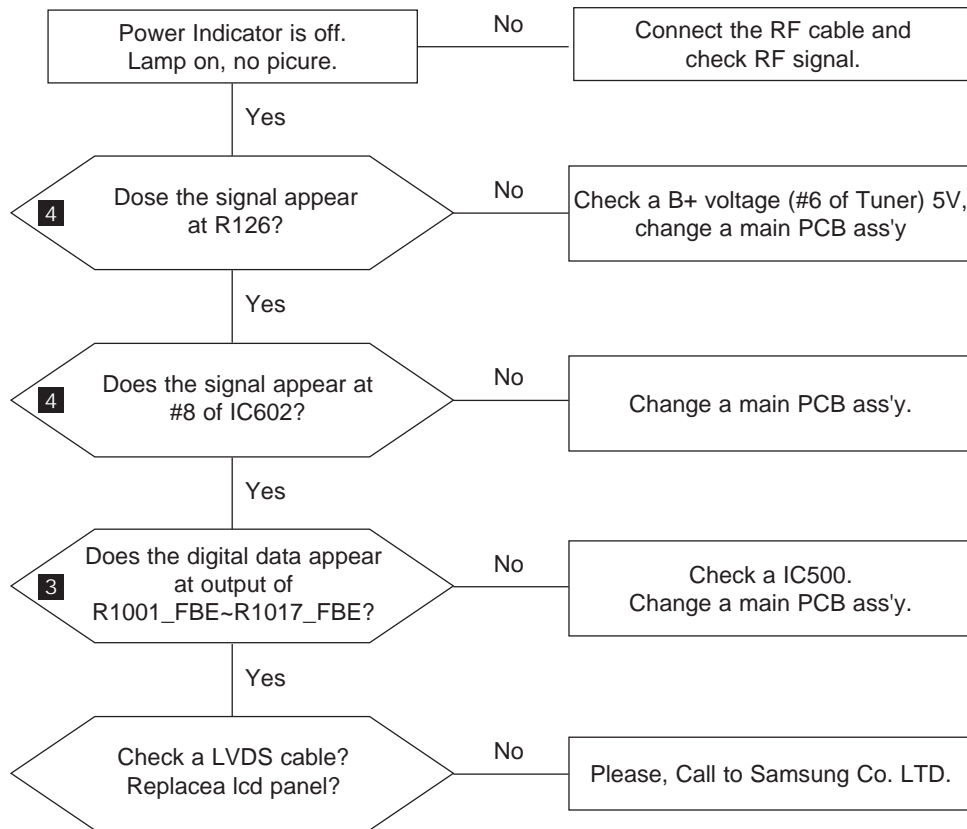 Power Indicator is off.
Lamp on, no picure.
No
Connect the RF cable and
check RF signal.
Yes
4
Dose the signal appear
at R126?
No
Check a B+ voltage (#6 of Tuner) 5V,
change a main PCB ass'y
Yes
4
Does the signal appear at
#8 of IC602?
No
Change a main PCB ass'y.
Yes
3
Does the digital data appear
at output of
R1001_FBE~R1017_FBE?
No
Check a IC500.
Change a main PCB ass'y.
Yes
Check a LVDS cable?
Replacea lcd panel?
No
Please, Call to Samsung Co. LTD.